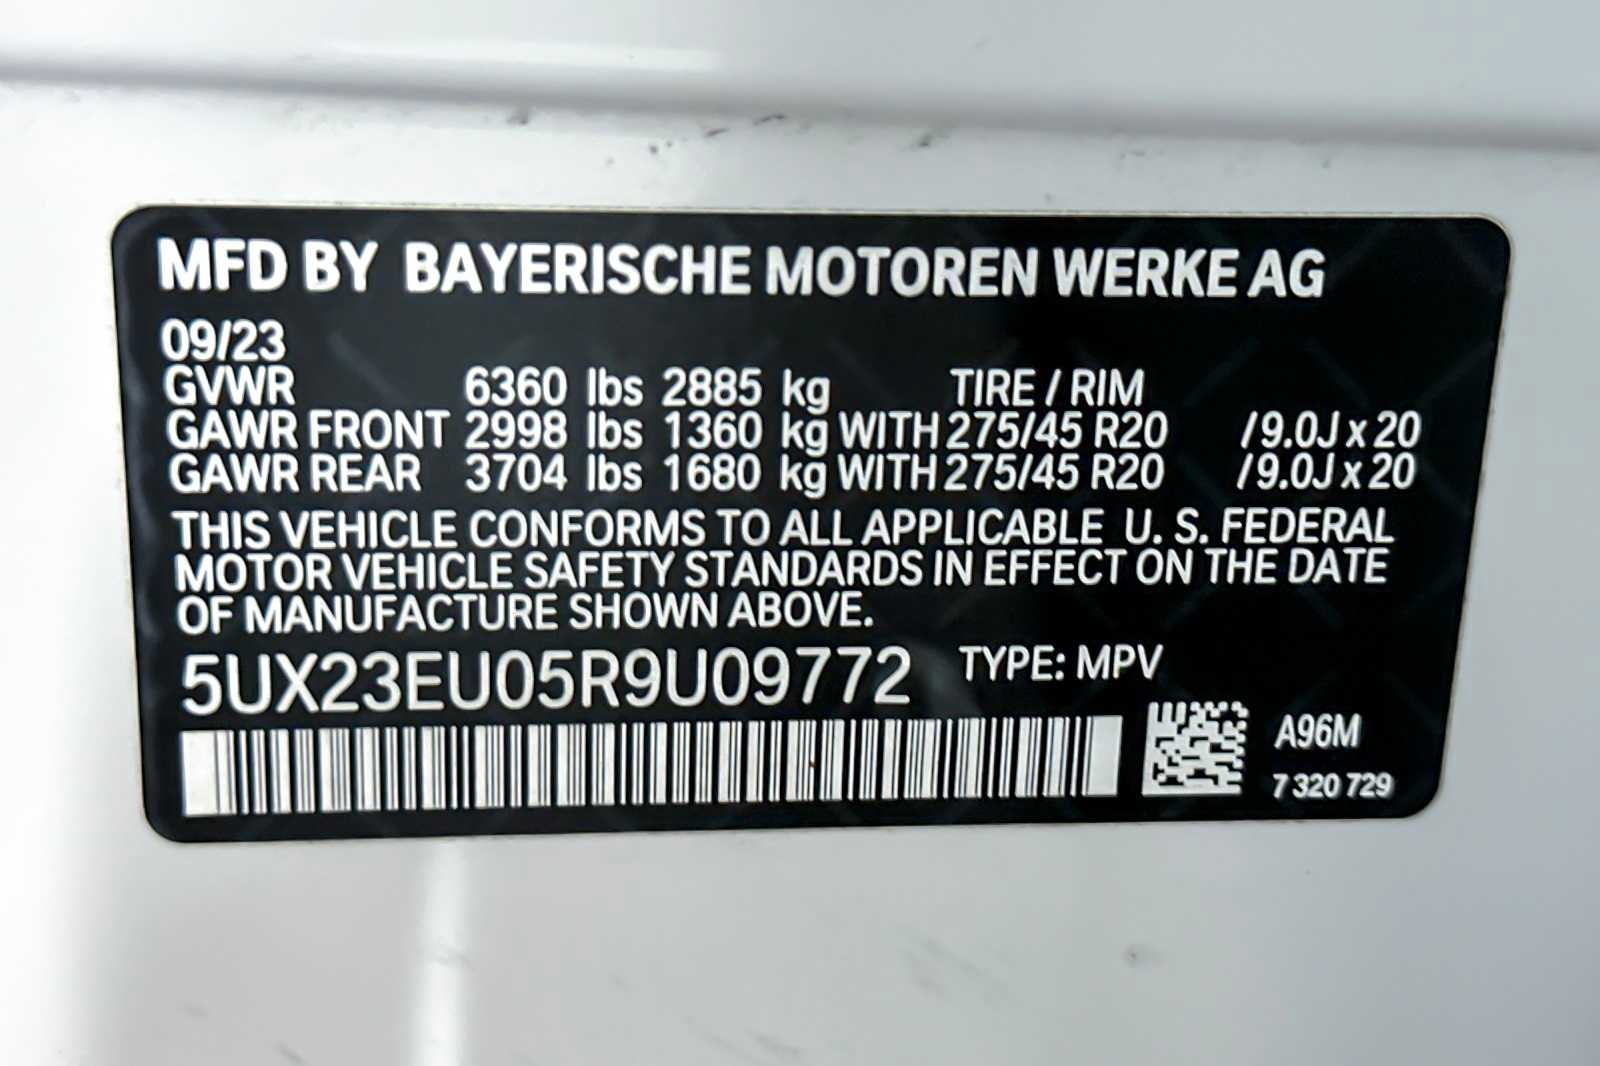 MFD BY BAYERISCHE MOTOREN WERKE AG
09/23
GVWR 6360 lbs 2885 kg TIRE / RIM
GAWR FRONT 2998 lbs 1360 kg WITH 275/45 R20 / 9.0J x 20
GAWR REAR 3704 lbs 1680 kg WITH 275/45 R20 / 9.0J x 20
THIS VEHICLE CONFORMS TO ALL APPLICABLE U. S. FEDERAL
MOTOR VEHICLE SAFETY STANDARDS IN EFFECT ON THE DATE
OF MANUFACTURE SHOWN ABOVE.
5UX23EU05R9U09772 TYPE: MPV
A96M
7 320 729